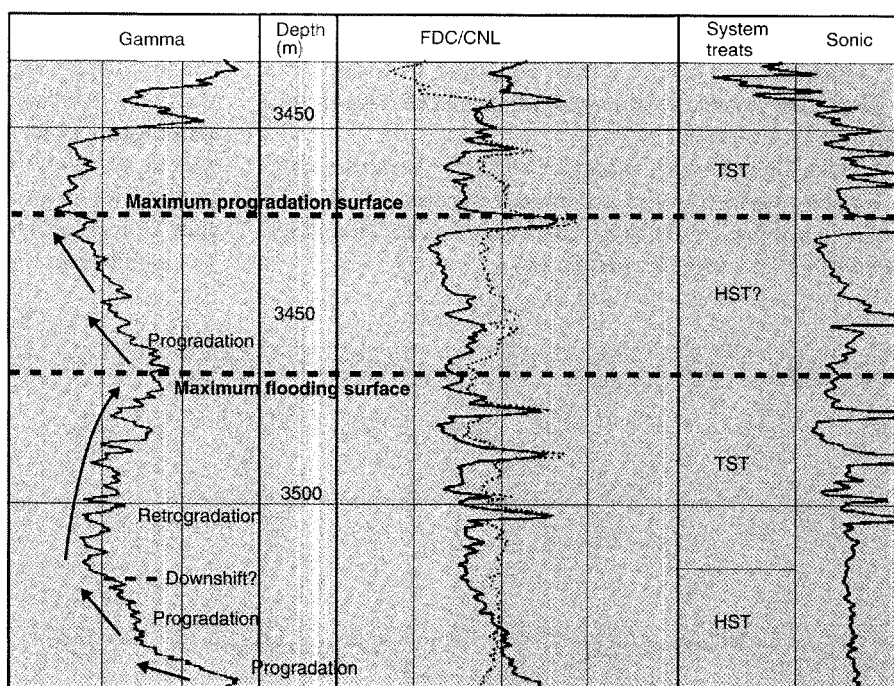 Gamma
Depth
(m)
FDC/CNL
System
treats
Sonic
3450
TST
Maximum progradation surface
HST?
3450
Progradation
Maximum flooding surface
TST
3500
Retrogradation
Downshift?
Progradation
HST
Progradation